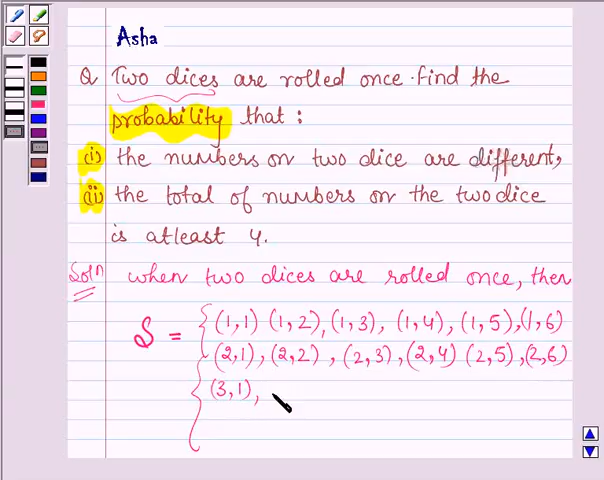 Asha
Q Two dices are rolled once. find the
probability that :
(i) the numbers on two dice are different,
(ii) the total of numbers on the two dice
is atleast 4.
Soln when two dices are rolled once, then
S = { (1,1) (1,2), (1,3), (1,4), (1,5), (1,6)
(2,1), (2,2), (2,3), (2,4) (2,5), (2,6)
(3,1),